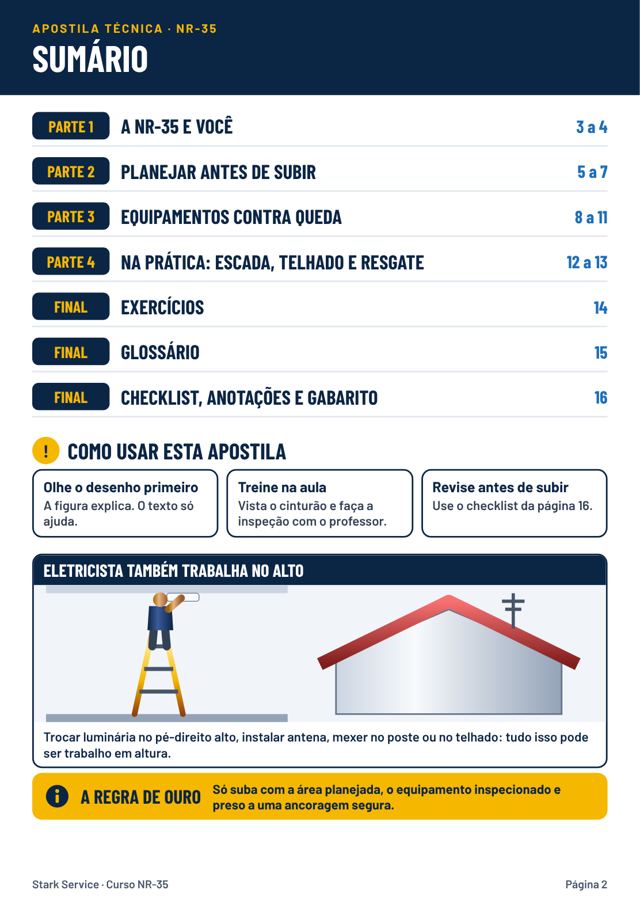 APOSTILA TÉCNICA · NR-35
SUMÁRIO
PARTE 1 A NR-35 E VOCÊ 3 a 4
PARTE 2 PLANEJAR ANTES DE SUBIR 5 a 7
PARTE 3 EQUIPAMENTOS CONTRA QUEDA 8 a 11
PARTE 4 NA PRÁTICA: ESCADA, TELHADO E RESGATE 12 a 13
FINAL EXERCÍCIOS 14
FINAL GLOSSÁRIO 15
FINAL CHECKLIST, ANOTAÇÕES E GABARITO 16
! COMO USAR ESTA APOSTILA
Olhe o desenho primeiro
A figura explica. O texto só
ajuda.
Treine na aula
Vista o cinturão e faça a
inspeção com o professor.
Revise antes de subir
Use o checklist da página 16.
ELETRICISTA TAMBÉM TRABALHA NO ALTO
Trocar luminária no pé-direito alto, instalar antena, mexer no poste ou no telhado: tudo isso pode
ser trabalho em altura.
i A REGRA DE OURO
Só suba com a área planejada, o equipamento inspecionado e
preso a uma ancoragem segura.
Stark Service · Curso NR-35
Página 2